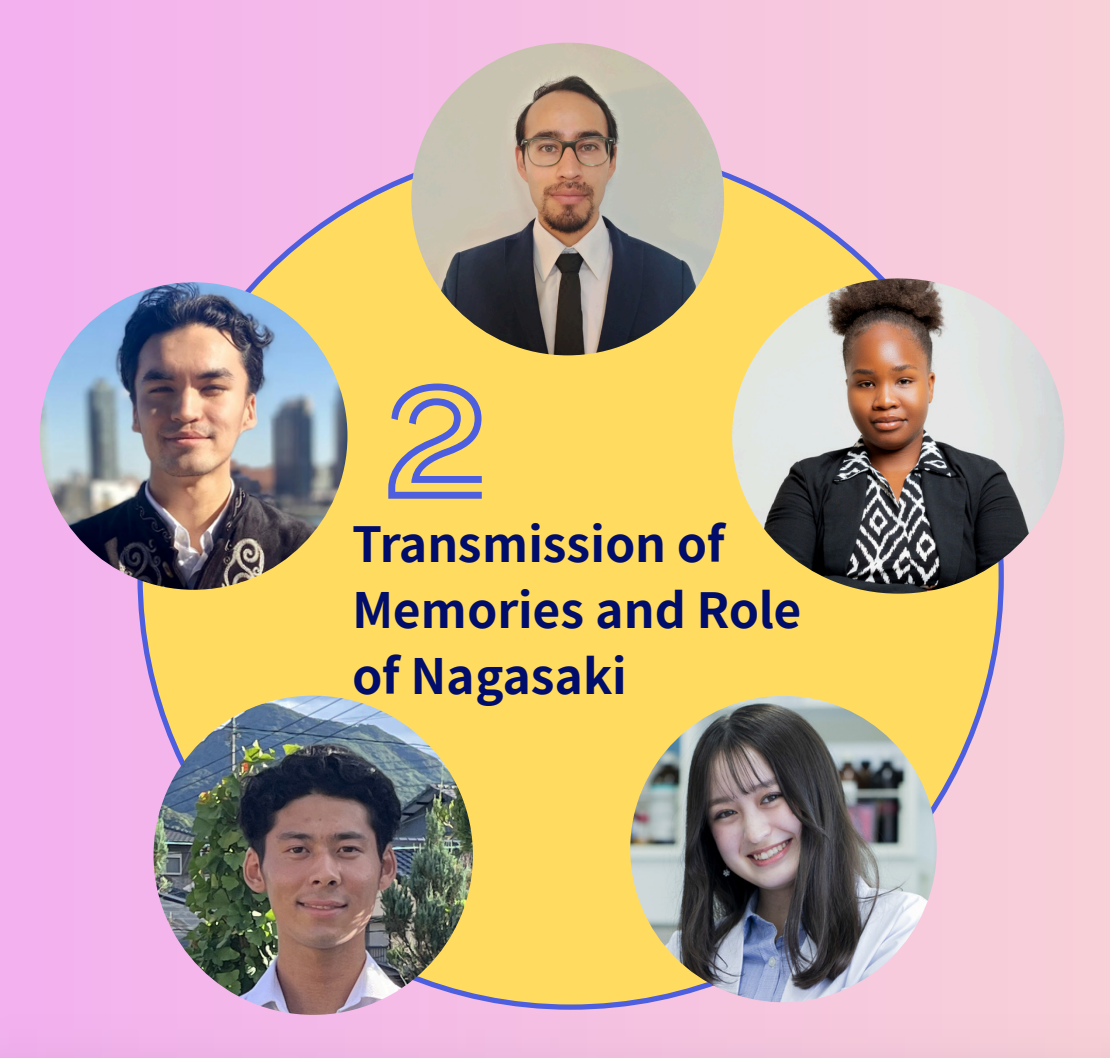 2
Transmission of
Memories and Role
of Nagasaki